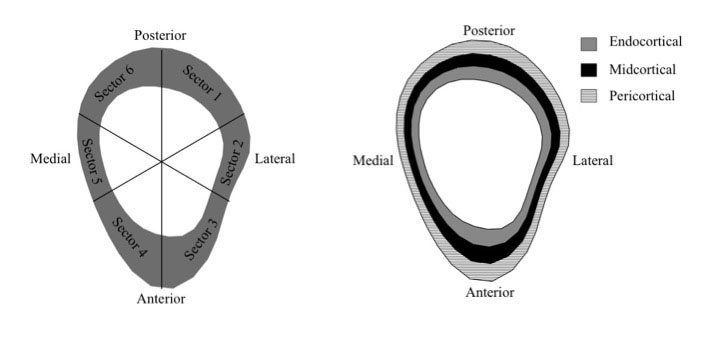 Posterior
Sector 6
Sector 1
Medial
Sector 5
Sector 2
Lateral
Sector 4
Sector 3
Anterior
Posterior
Medial
Lateral
Anterior
Endocortical
Midcortical
Pericortical